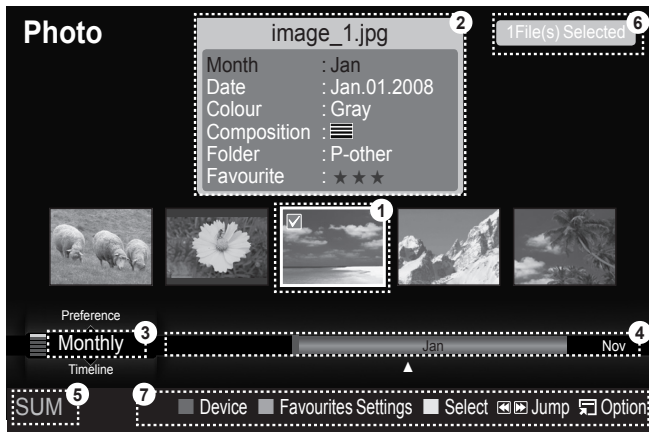 Photo
image_1.jpg
2
1File(s) Selected
6
Month : Jan
Date : Jan.01.2008
Colour : Gray
Composition :
Folder : P-other
Favourite : ★★★
1
Preference
Monthly
3
Jan
Nov
4
Timeline
SUM
5
7
Device Favourites Settings Select Jump Option